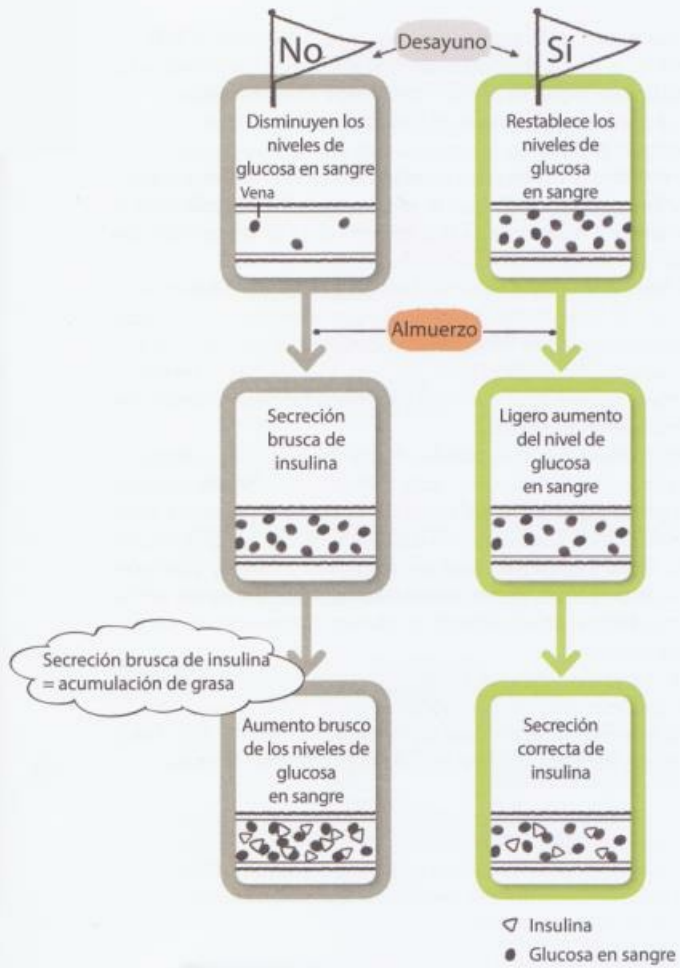 No
Desayuno
Sí
Disminuyen los
niveles de
glucosa en sangre
Vena
Restablece los
niveles de
glucosa
en sangre
Almuerzo
Secreción
brusca de
insulina
Ligero aumento
del nivel de
glucosa
en sangre
Secreción brusca de insulina
= acumulación de grasa
Aumento brusco
de los niveles de
glucosa
en sangre
Secreción
correcta de
insulina
Insulina
Glucosa en sangre